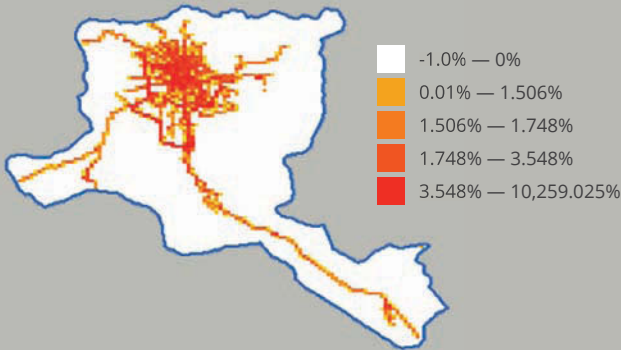 -1.0% — 0%
0.01% — 1.506%
1.506% — 1.748%
1.748% — 3.548%
3.548% — 10,259.025%